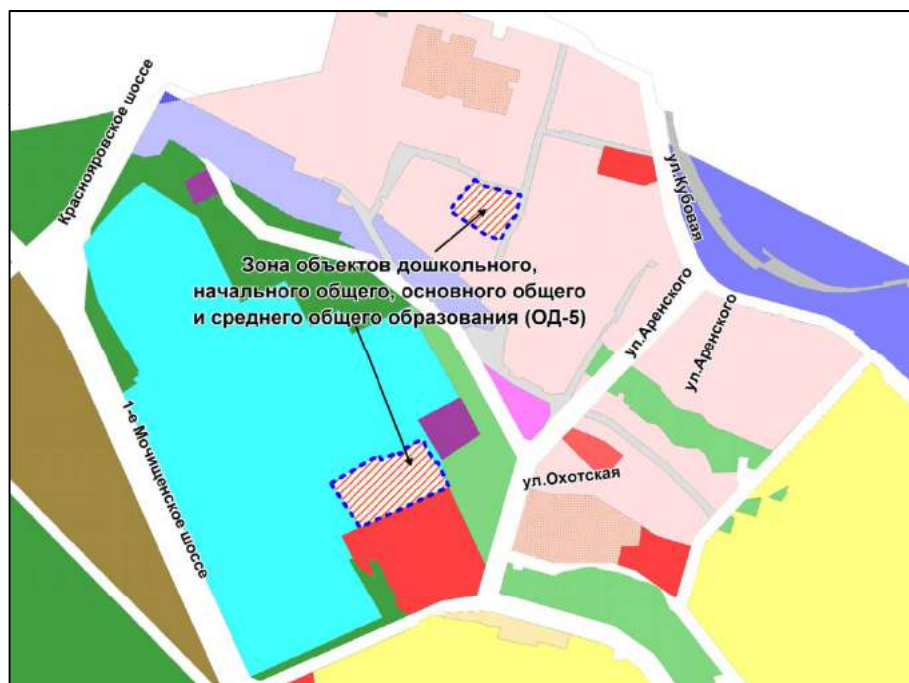 Краснояровское шоссе
ул.Кубовая
Зона объектов дошкольного,
начального общего, основного общего
и среднего общего образования (ОД-5)
ул.Аренского
ул.Аренского
1-е Мочищенское шоссе
ул.Охотская